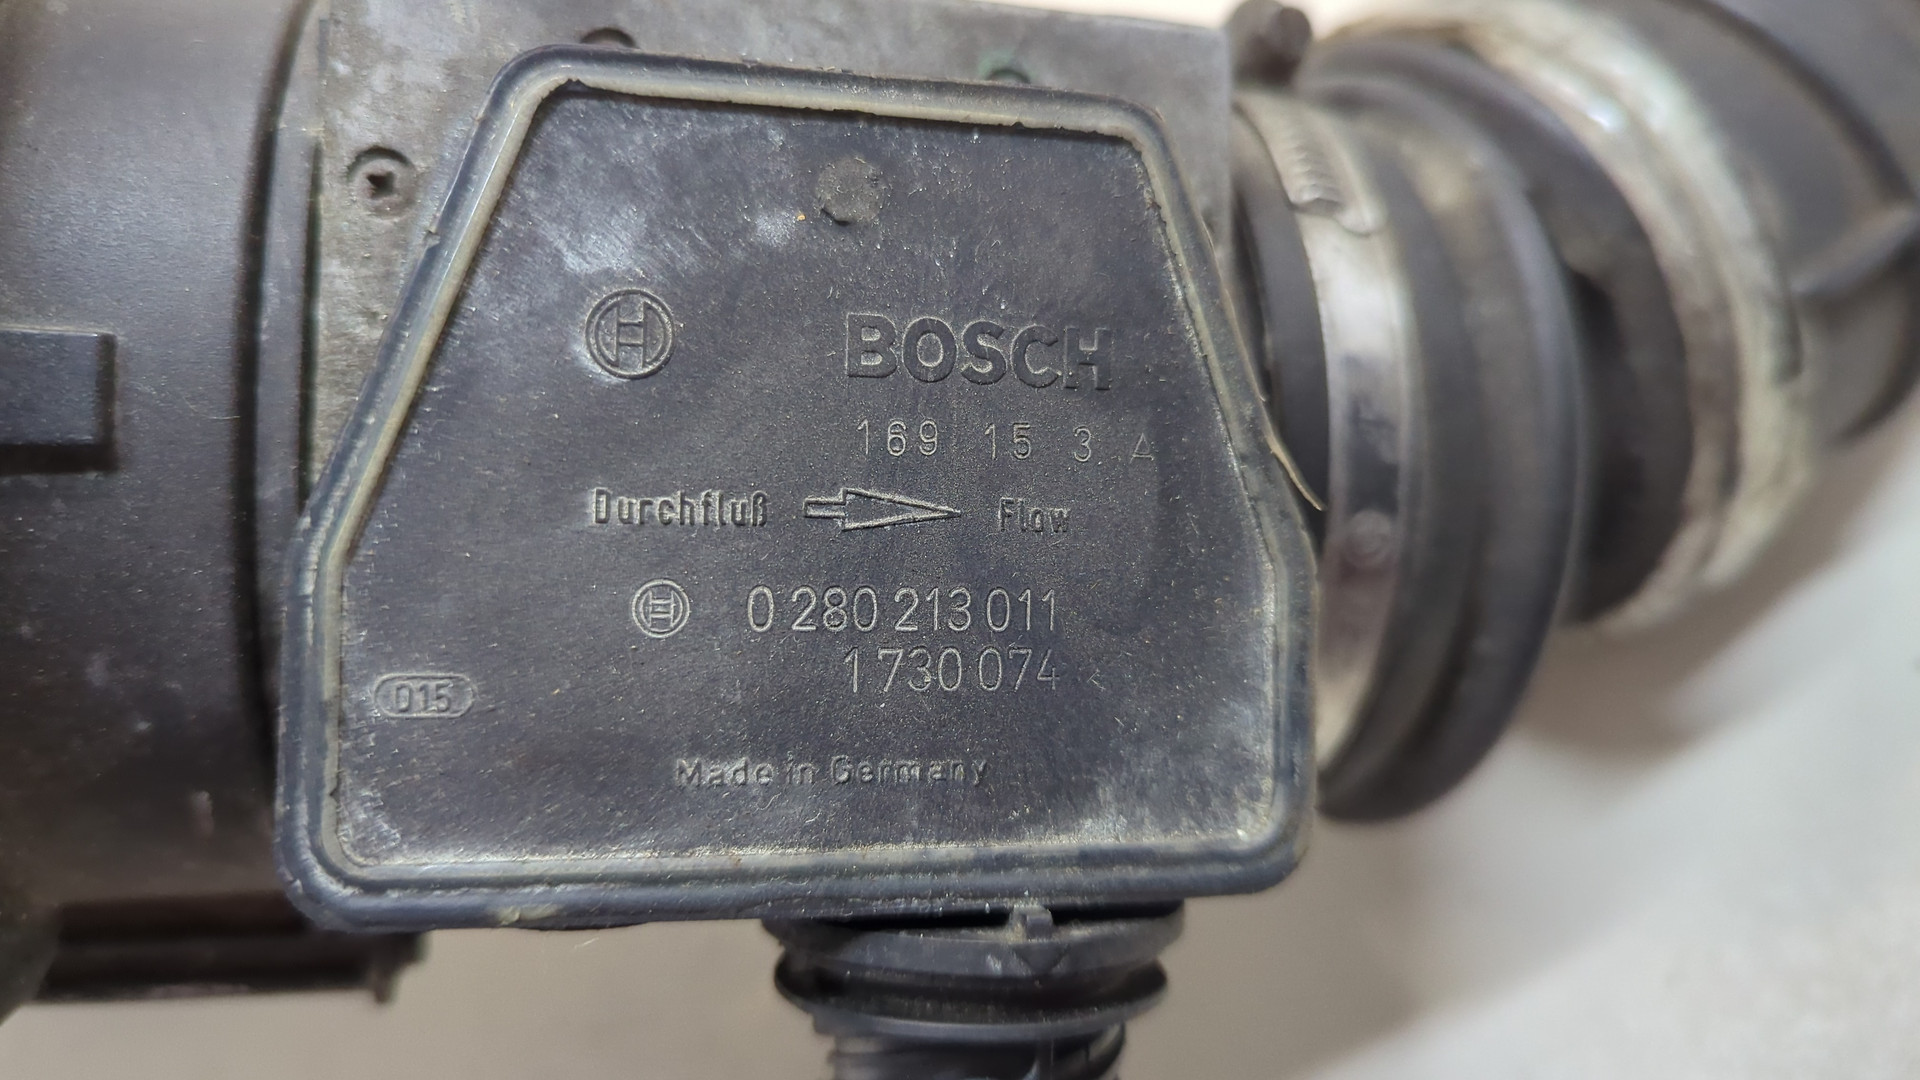 BOSCH
169 15 3 A
Durchfluß Flow
0 280 213 011
1 730 074
015
Made in Germany